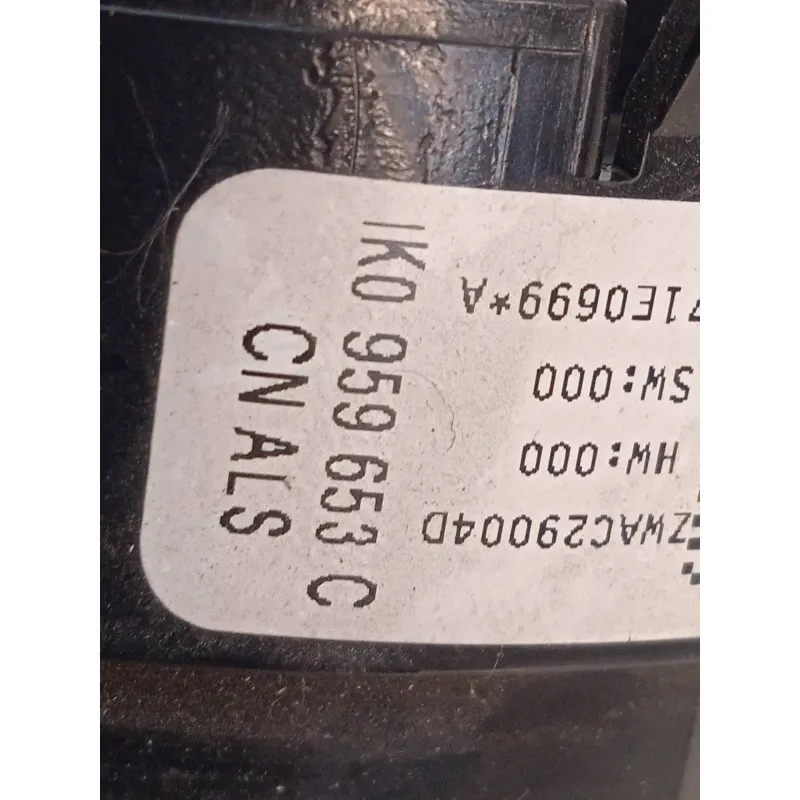 1K0 959 653 C
CN ALS
ZWAC29004D
HW:000
SW:000
71E0699*A